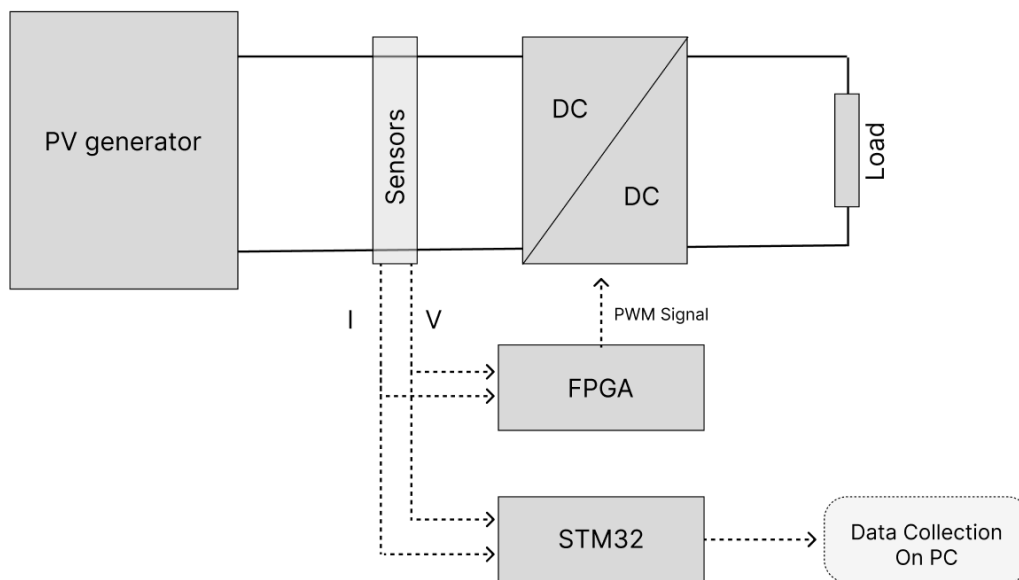 PV generator
Sensors
DC
DC
Load
I
V
PWM Signal
FPGA
STM32
Data Collection
On PC